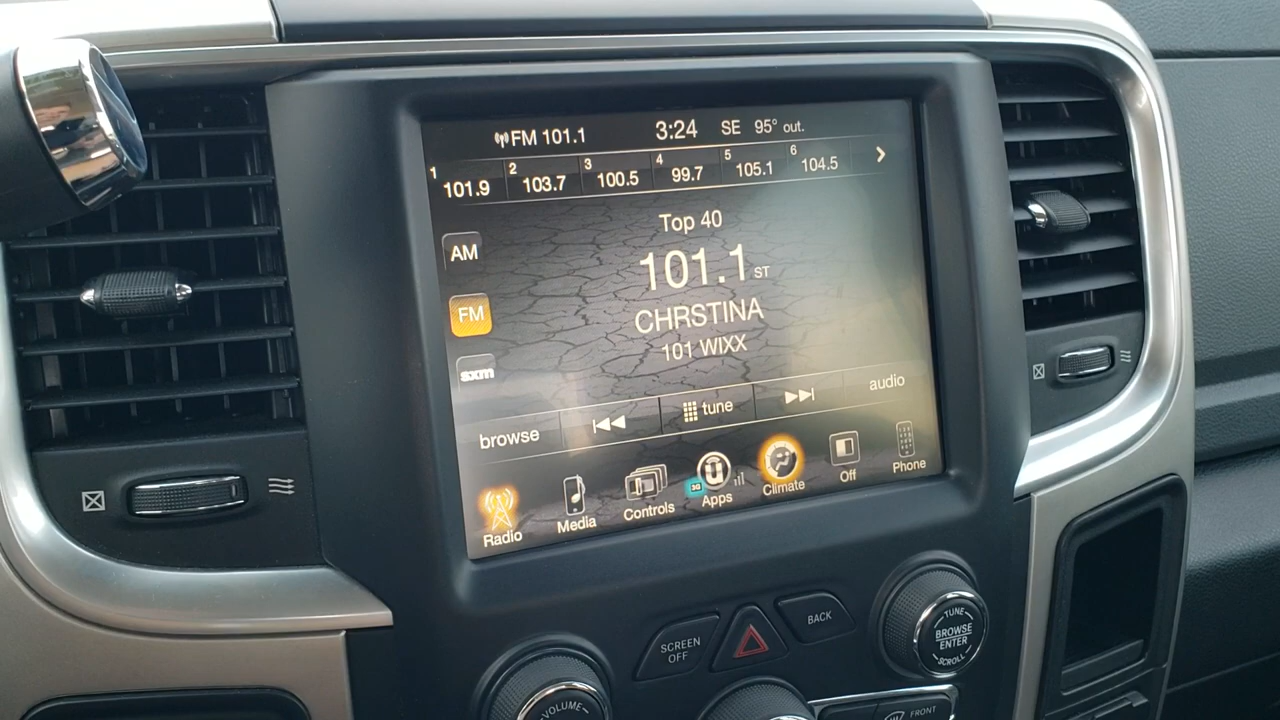 FM 101.1 3:24 SE 95° out.
1 101.9 2 103.7 3 100.5 4 99.7 5 105.1 6 104.5
Top 40
AM
101.1 ST
FM
CHRSTINA
101 WIXX
sxm
browse tune audio
3G
Radio Media Controls Apps Climate Off Phone
SCREEN
OFF
BACK
TUNE
BROWSE
ENTER
SCROLL
VOLUME
FRONT